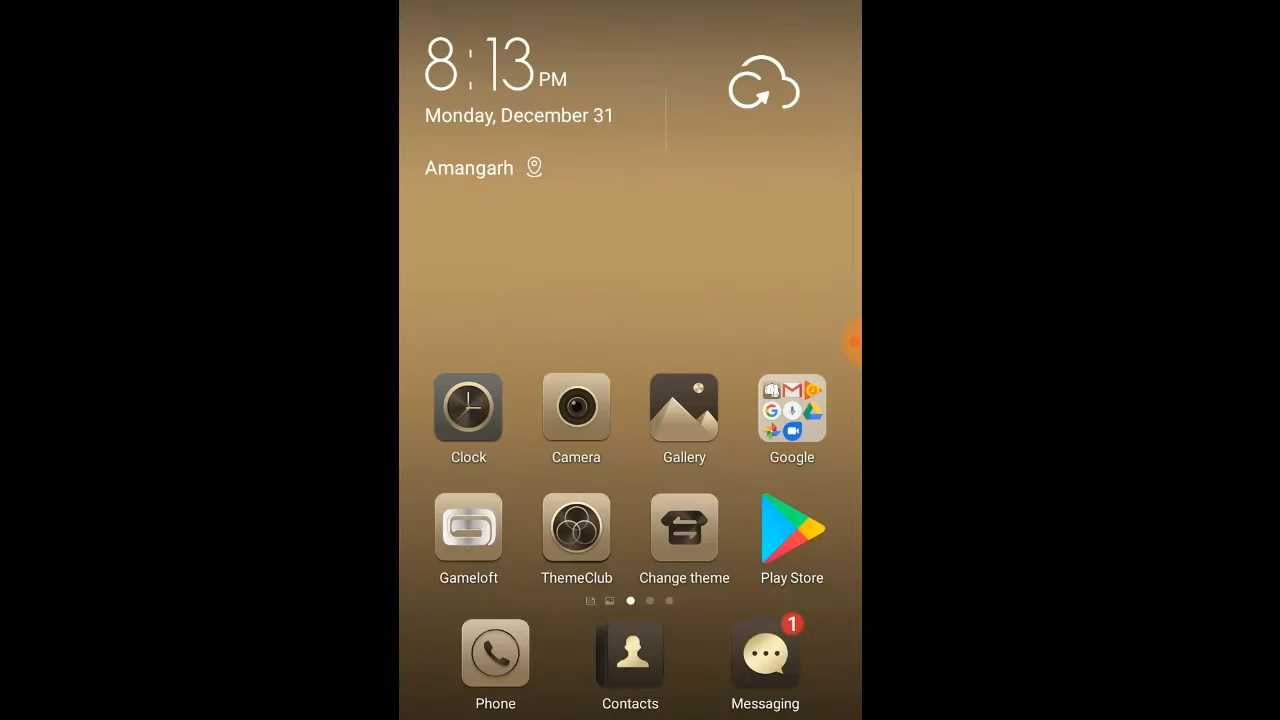 8:13 PM
Monday, December 31
Amangarh
Clock
Camera
Gallery
Google
Gameloft
ThemeClub
Change theme
Play Store
1
Phone
Contacts
Messaging